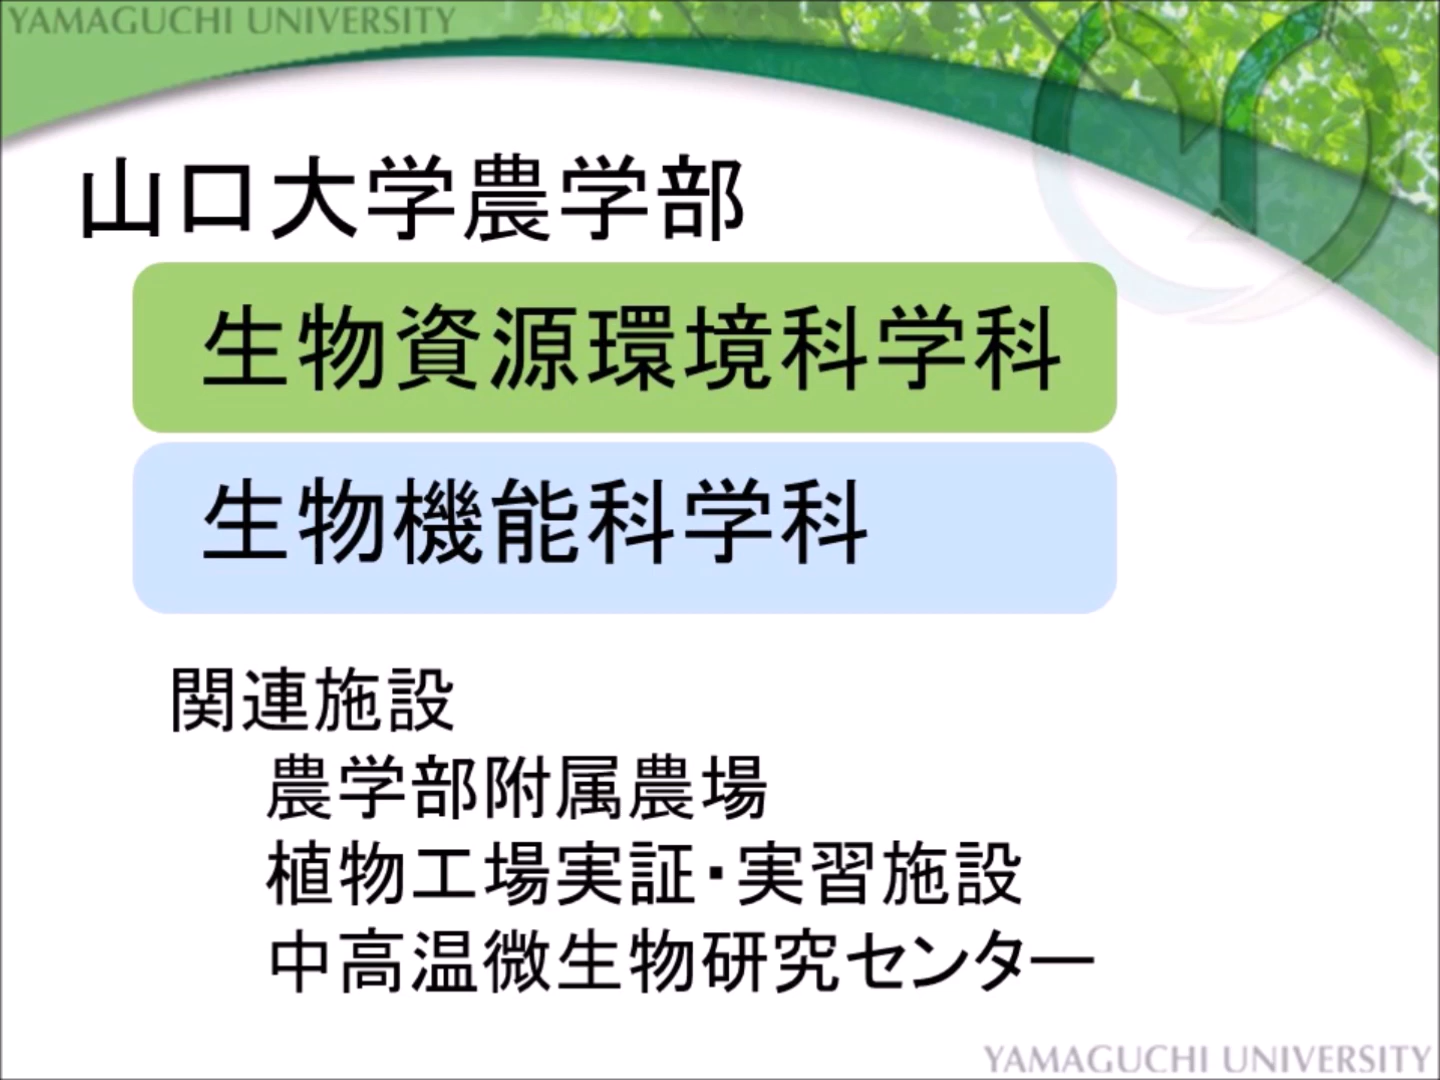 YAMAGUCHI UNIVERSITY
山口大学農学部
生物資源環境科学科
生物機能科学科
関連施設
農学部附属農場
植物工場実証・実習施設
中高温微生物研究センター
YAMAGUCHI UNIVERSITY